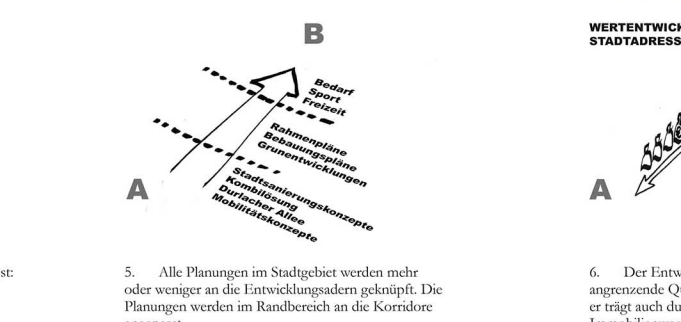 B
WERTENTWICK
STADTADRESS
Bedarf
Sport
Freizeit
Rahmenpläne
Bebauungspläne
Grunentwicklungen
Stadtsanierungskonzepte
Kombilösung
Durlacher Allee
Mobilitätskonzepte
A
A
st:
5. Alle Planungen im Stadtgebiet werden mehr
oder weniger an die Entwicklungsadern geknüpft. Die
Planungen werden im Randbereich an die Korridore
6. Der Entw
angrenzende Qu
er trägt auch du